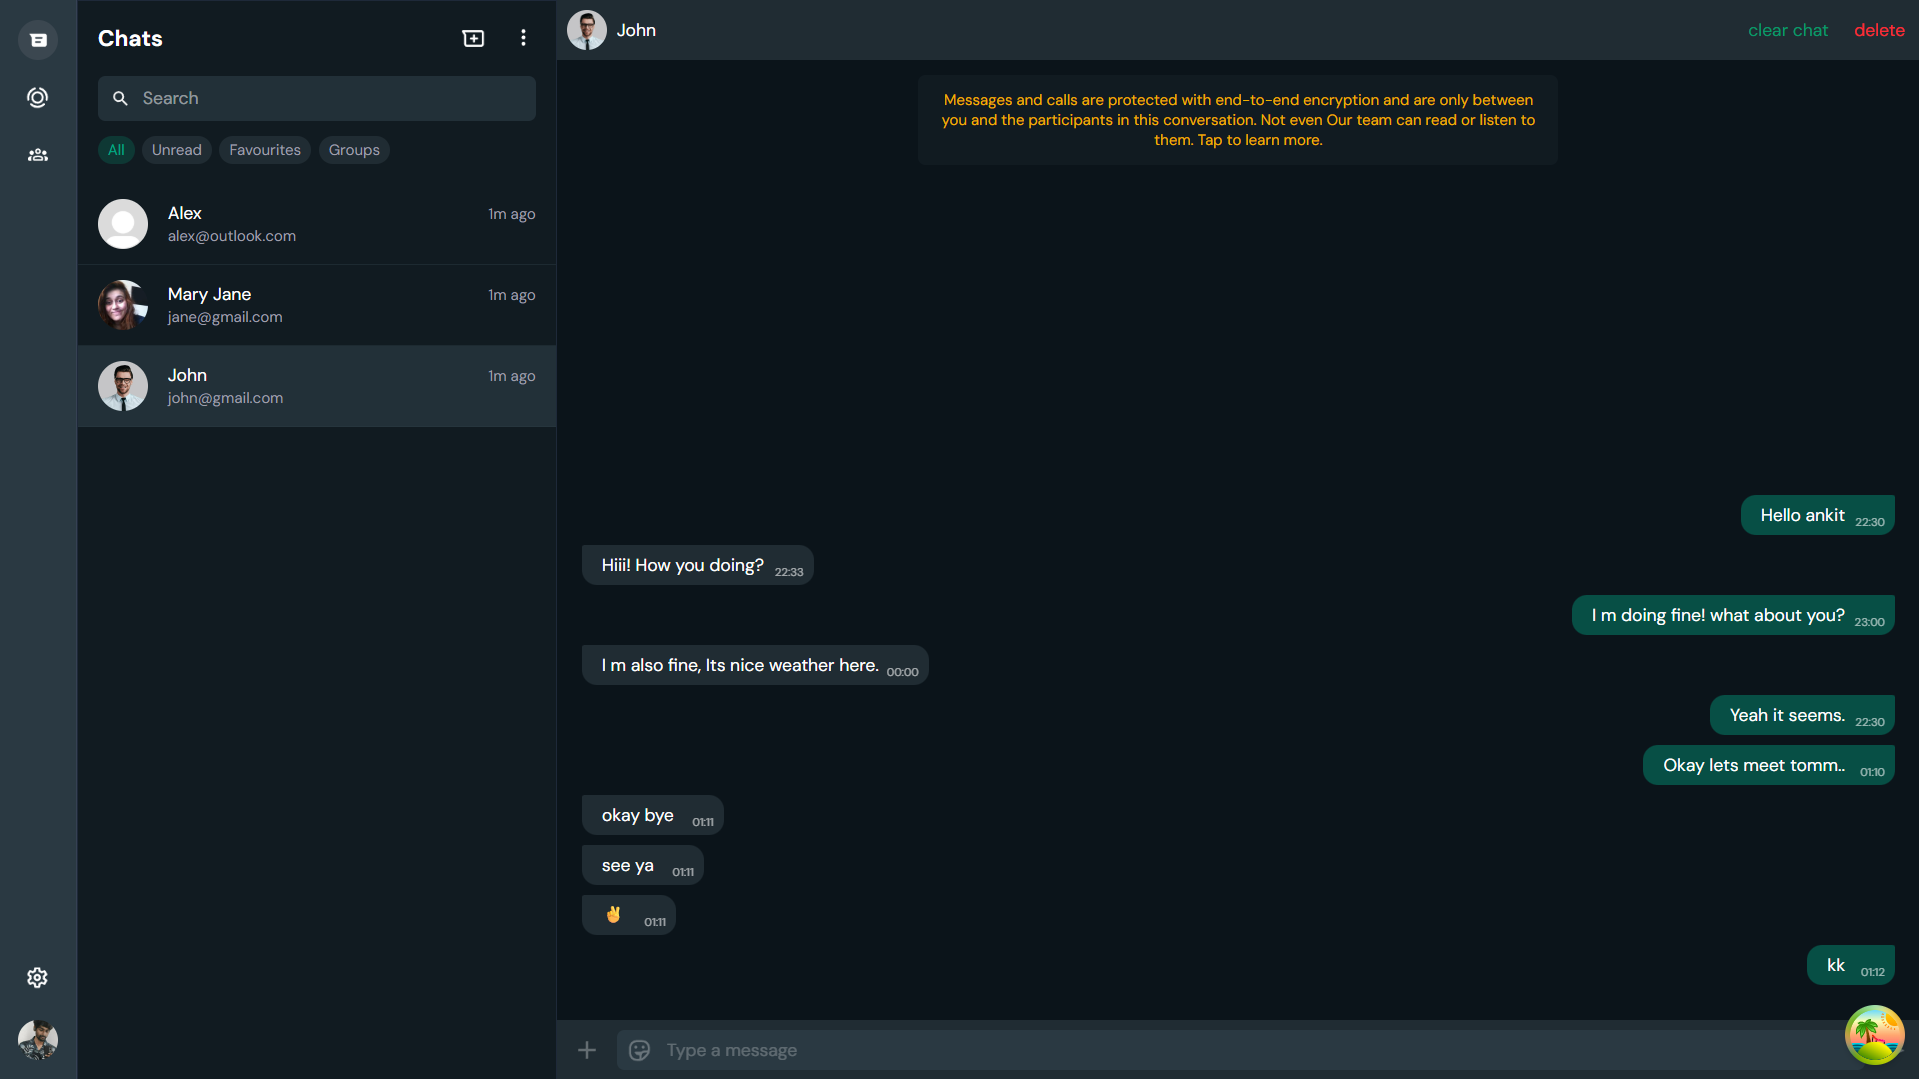 Chats
Search
All
Unread
Favourites
Groups
Alex
1m ago
alex@outlook.com
Mary Jane
1m ago
jane@gmail.com
John
1m ago
john@gmail.com
John
clear chat
delete
Messages and calls are protected with end-to-end encryption and are only between
you and the participants in this conversation. Not even Our team can read or listen to
them. Tap to learn more.
Hello ankit 22:30
Hiii! How you doing? 22:33
I m doing fine! what about you? 23:00
I m also fine, Its nice weather here. 00:00
Yeah it seems. 22:30
Okay lets meet tomm.. 01:10
okay bye 01:11
see ya 01:11
✌️ 01:11
kk 01:12
Type a message